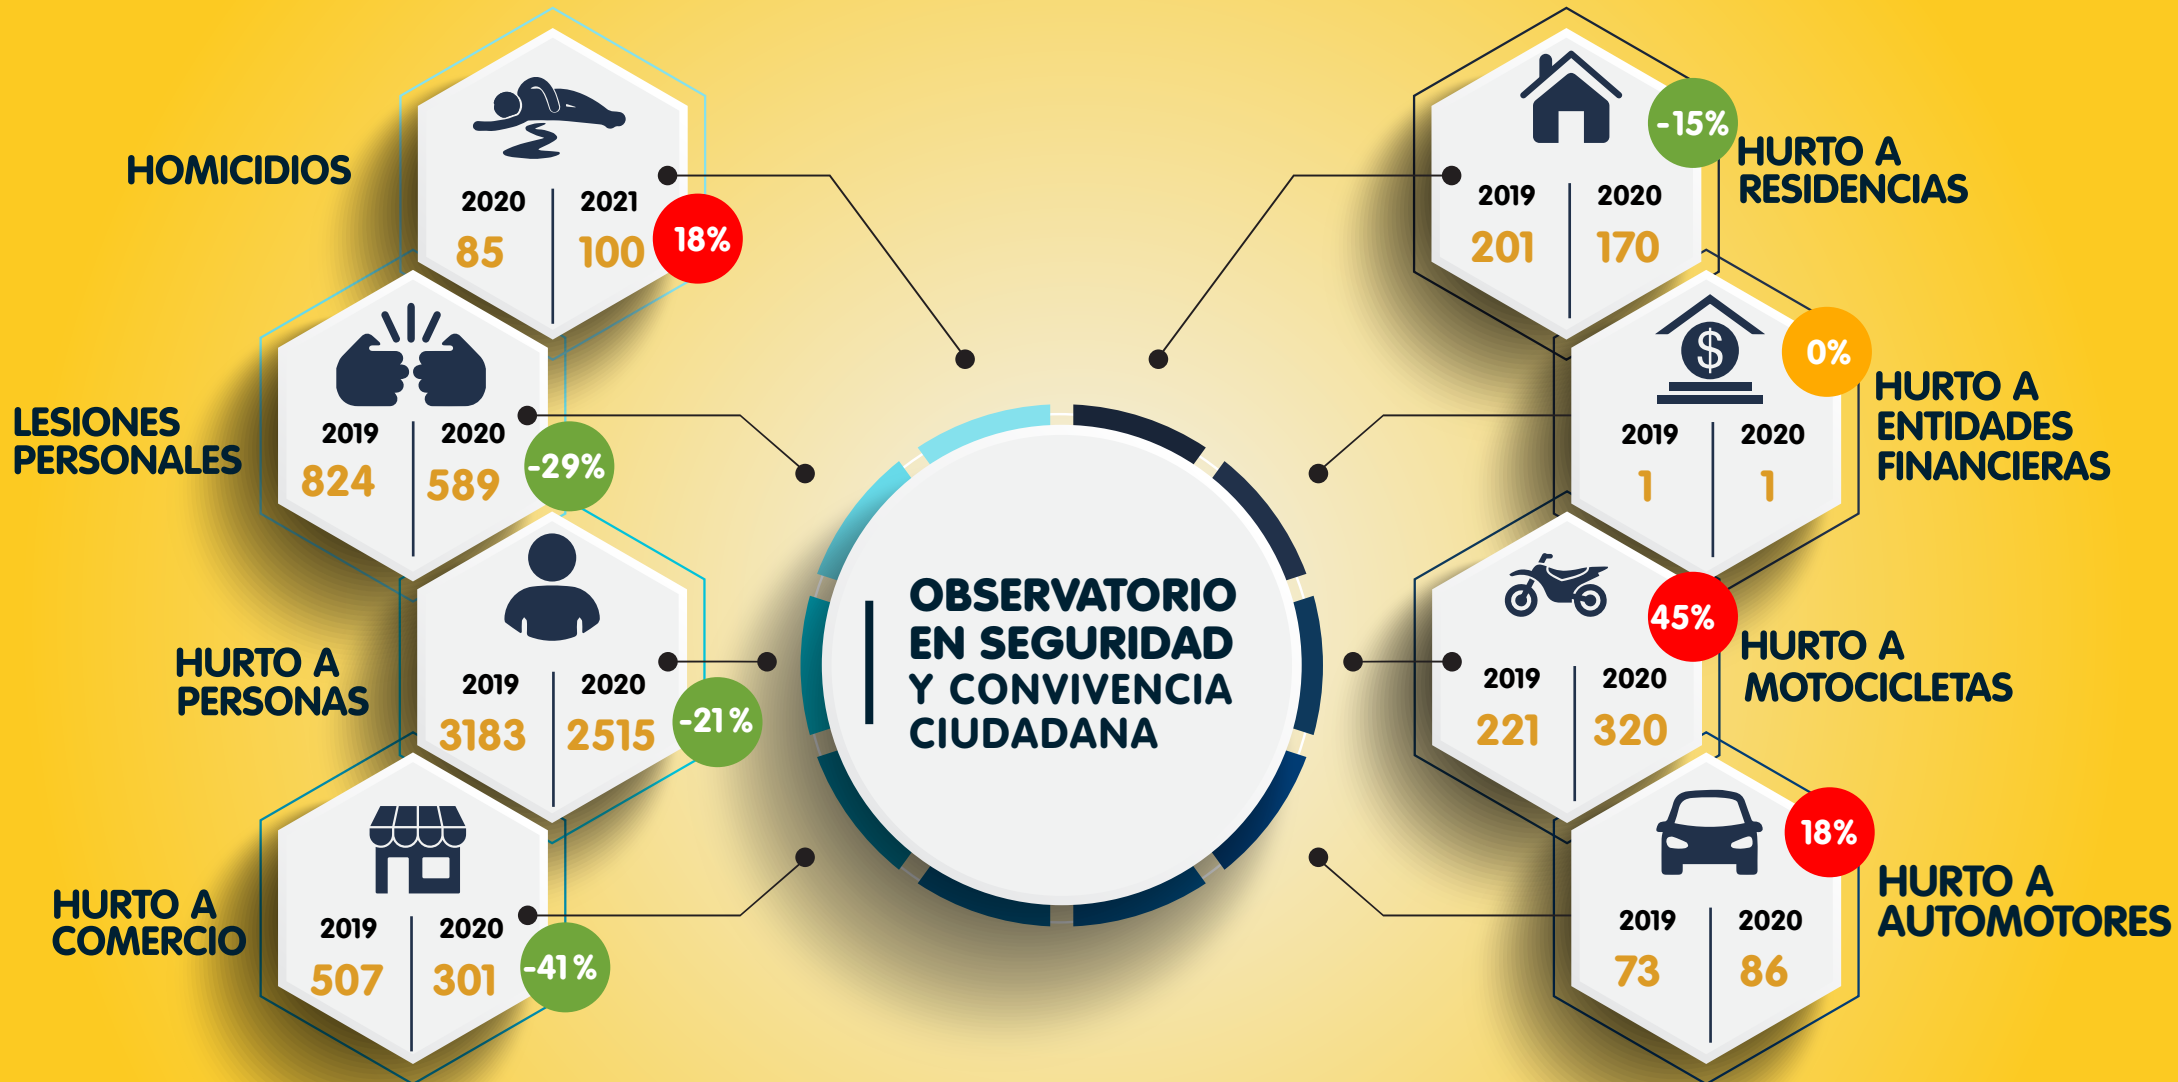 HOMICIDIOS
2020 2021
85 100
18%
LESIONES
PERSONALES
2019 2020
824 589
-29%
HURTO A
PERSONAS
2019 2020
3183 2515
-21%
HURTO A
COMERCIO
2019 2020
507 301
-41%
OBSERVATORIO
EN SEGURIDAD
Y CONVIVENCIA
CIUDADANA
-15%
HURTO A
RESIDENCIAS
2019 2020
201 170
$
0%
HURTO A
ENTIDADES
FINANCIERAS
2019 2020
1 1
45%
HURTO A
MOTOCICLETAS
2019 2020
221 320
18%
HURTO A
AUTOMOTORES
2019 2020
73 86